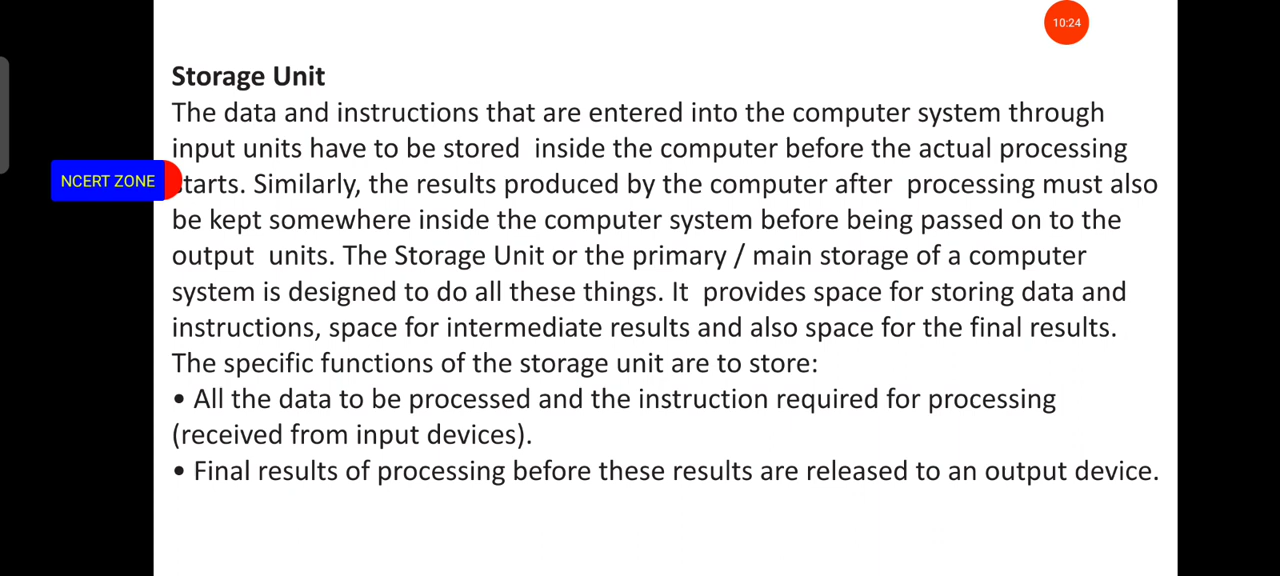 10:24
Storage Unit
The data and instructions that are entered into the computer system through
input units have to be stored inside the computer before the actual processing
NCERT ZONE
tarts. Similarly, the results produced by the computer after processing must also
be kept somewhere inside the computer system before being passed on to the
output units. The Storage Unit or the primary / main storage of a computer
system is designed to do all these things. It provides space for storing data and
instructions, space for intermediate results and also space for the final results.
The specific functions of the storage unit are to store:
• All the data to be processed and the instruction required for processing
(received from input devices).
• Final results of processing before these results are released to an output device.